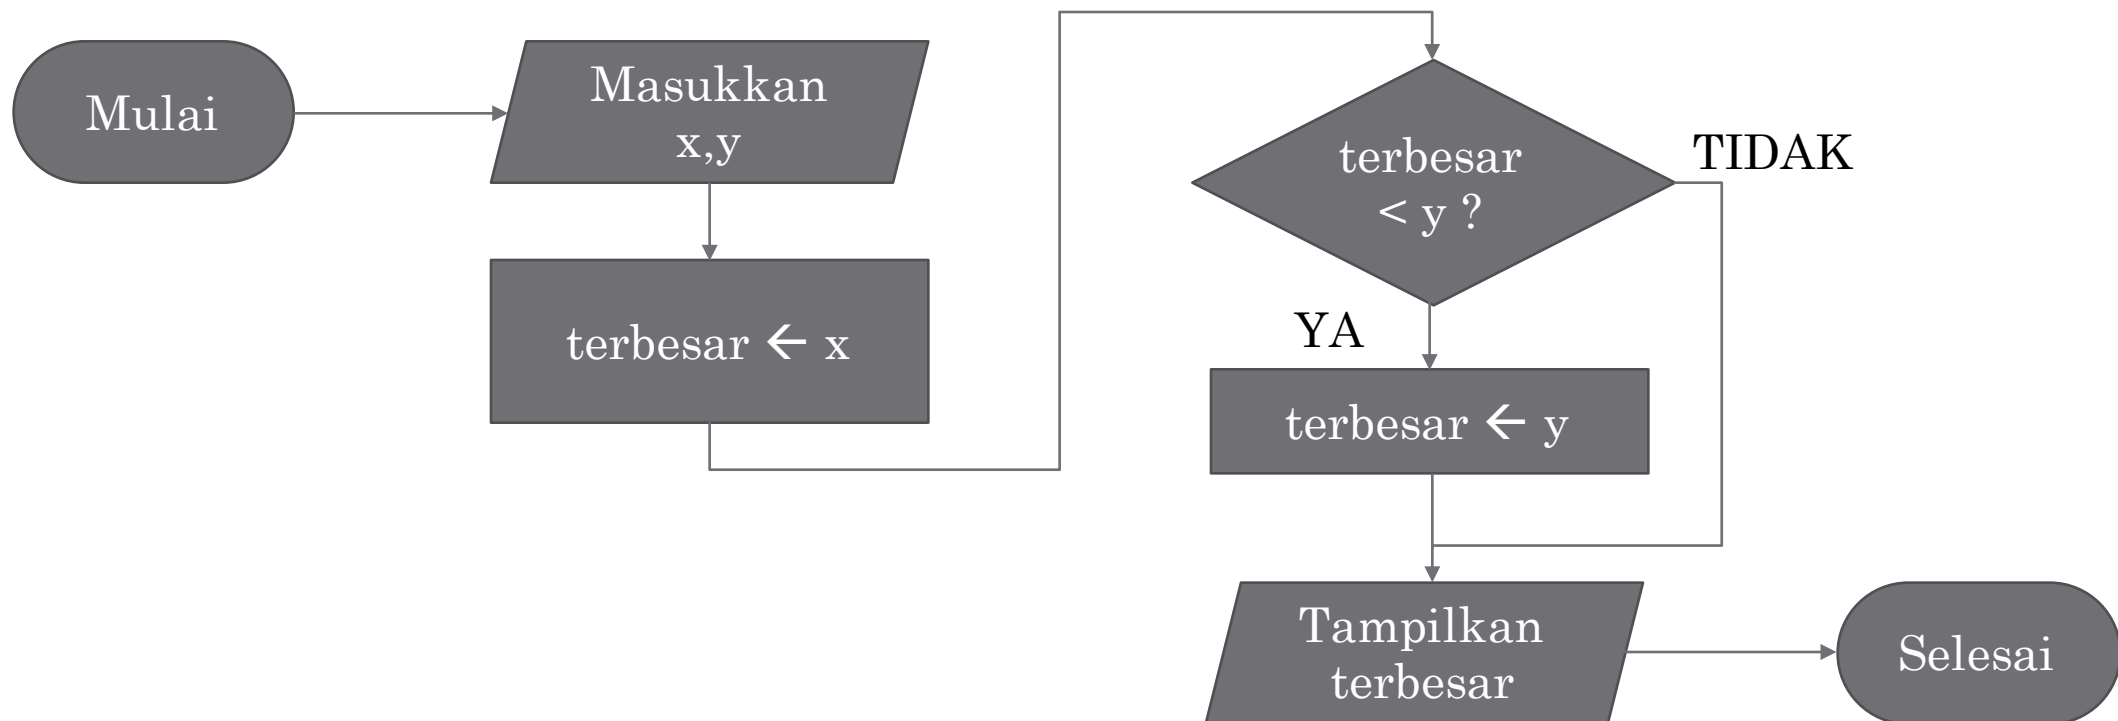 Mulai
Masukkan
x,y
terbesar ← x
terbesar
< y ?
TIDAK
YA
terbesar ← y
Tampilkan
terbesar
Selesai